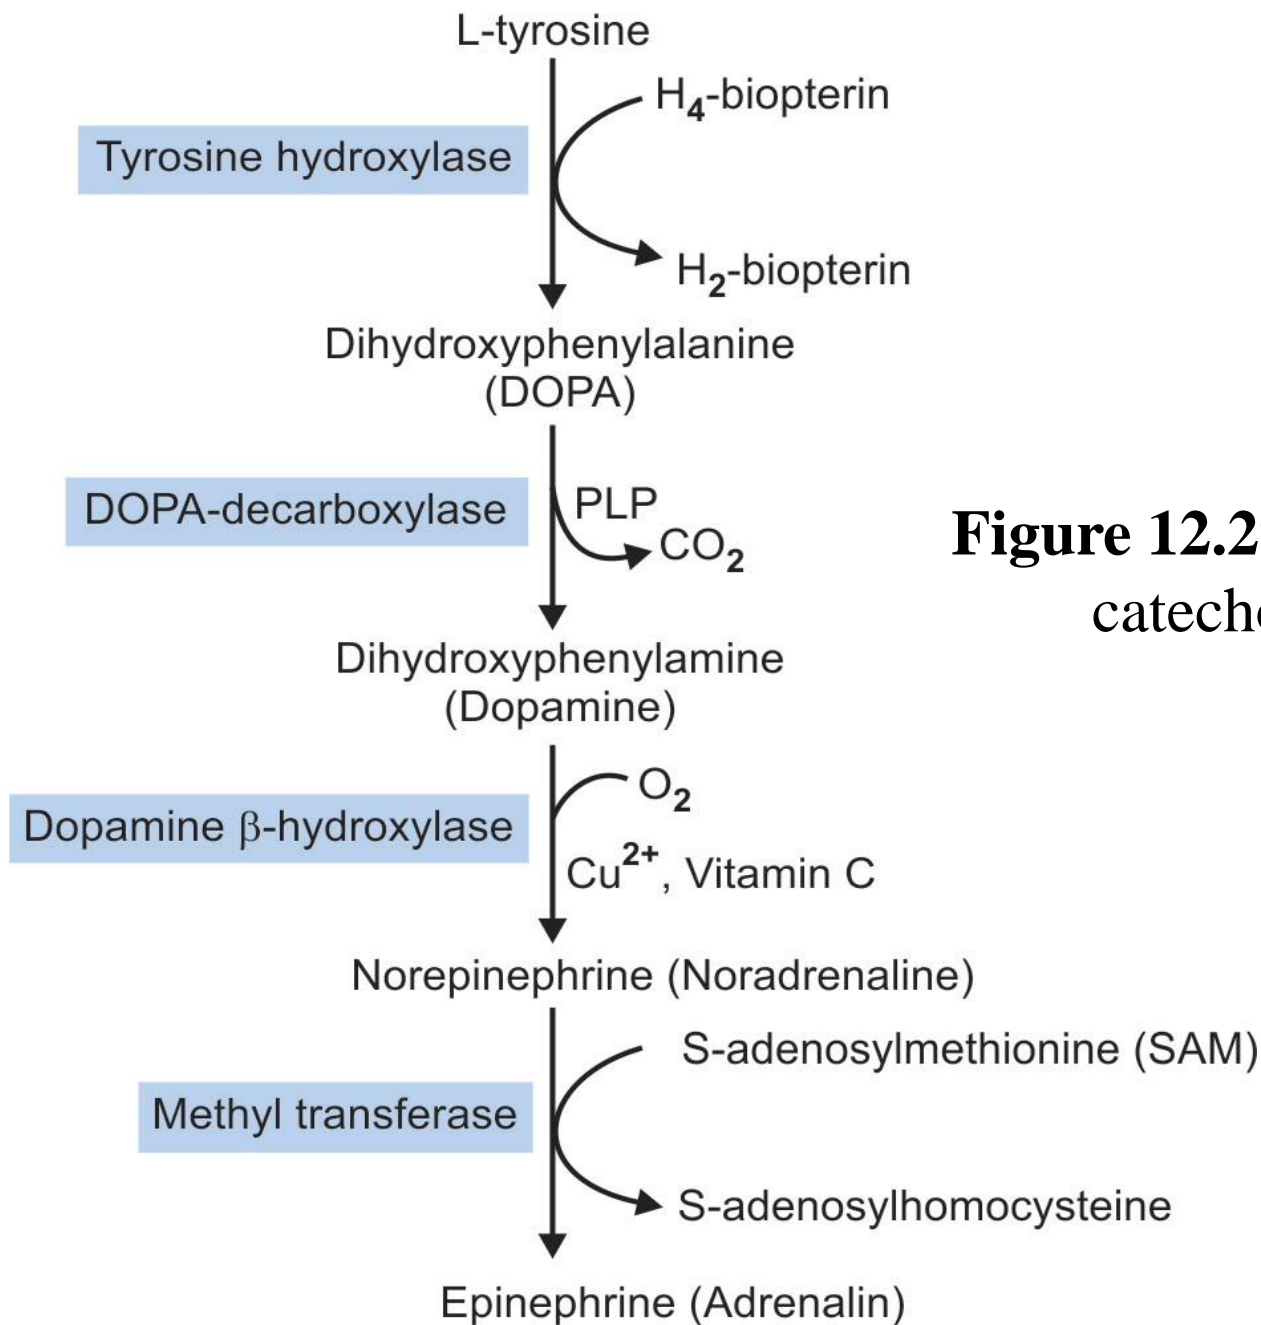 L-tyrosine
H₄-biopterin
Tyrosine hydroxylase
H₂-biopterin
Dihydroxyphenylalanine
(DOPA)
DOPA-decarboxylase
PLP
CO₂
Figure 12.2
catech
Dihydroxyphenylamine
(Dopamine)
O₂
Dopamine β-hydroxylase
Cu²⁺, Vitamin C
Norepinephrine (Noradrenaline)
S-adenosylmethionine (SAM)
Methyl transferase
S-adenosylhomocysteine
Epinephrine (Adrenalin)